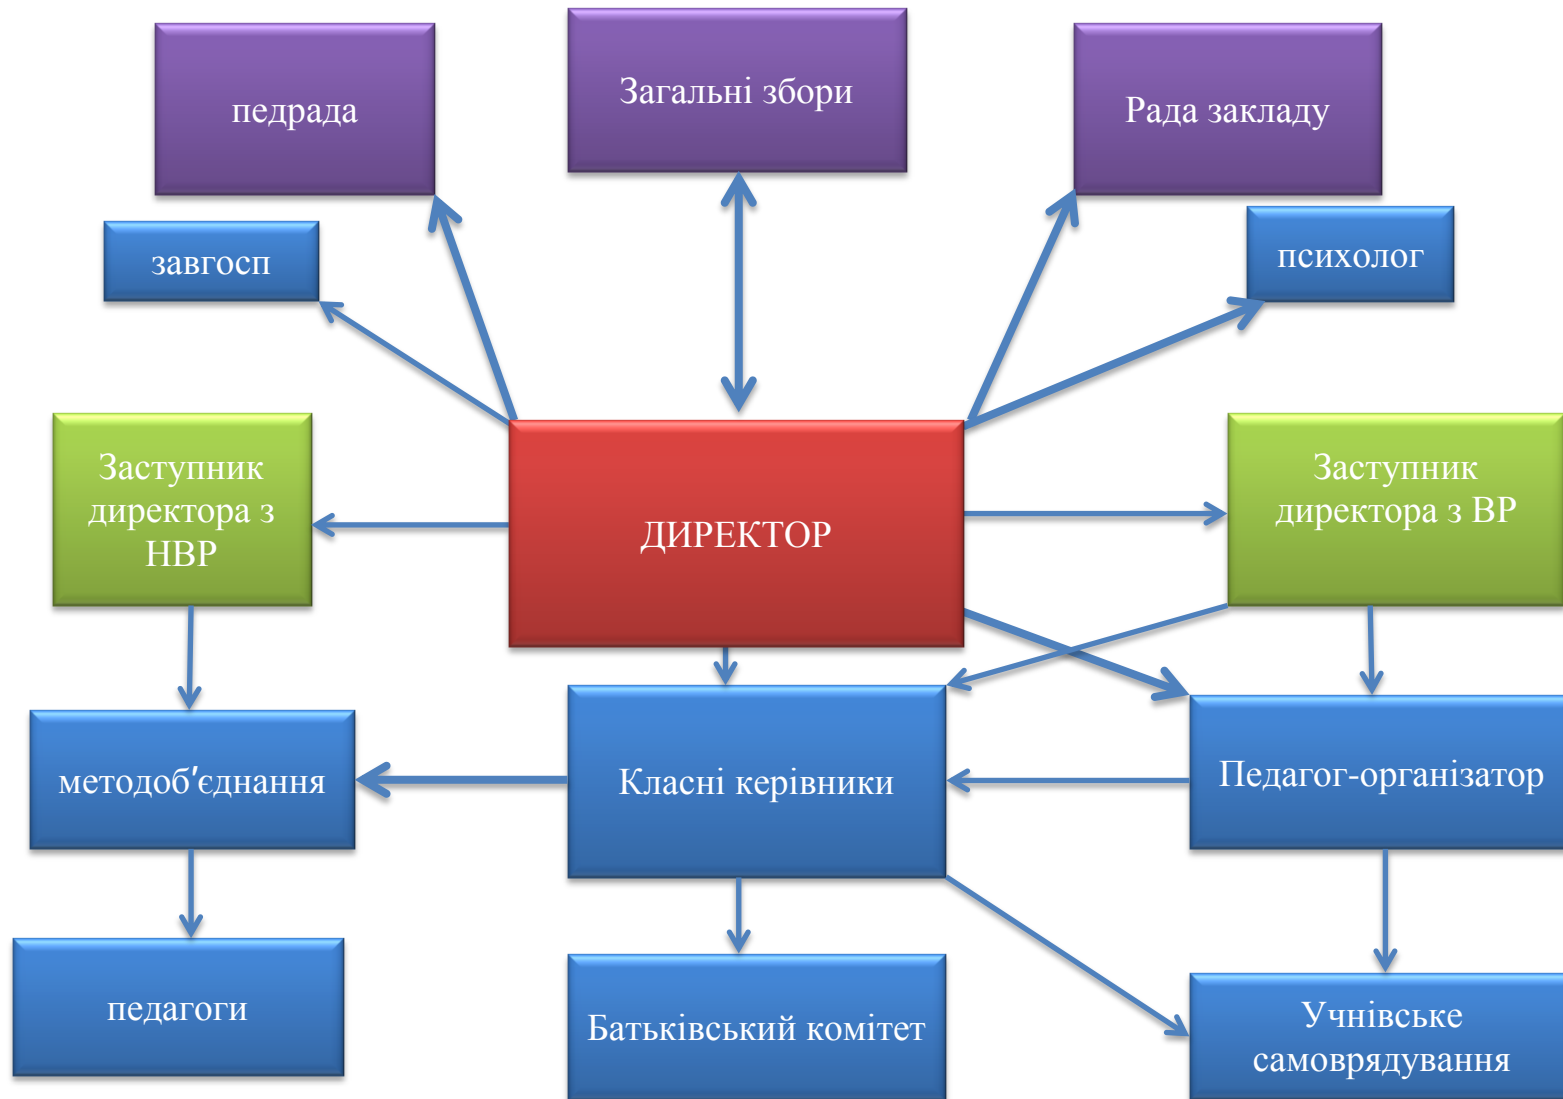 педрада
Загальні збори
Рада закладу
завгосп
психолог
Заступник
директора з
НВР
ДИРЕКТОР
Заступник
директора з ВР
методоб'єднання
Класні керівники
Педагог-організатор
педагоги
Батьківський комітет
Учнівське
самоврядування